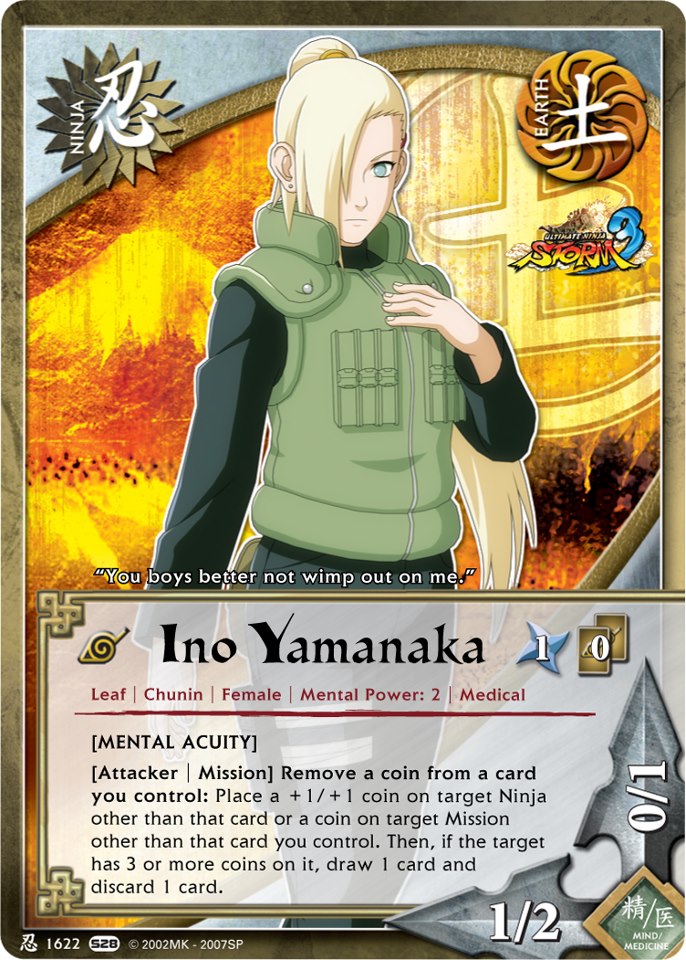 NINJA 忍
EARTH 土
ULTIMATE NINJA
STORM 3
"You boys better not wimp out on me."
Ino Yamanaka 1 0
Leaf | Chunin | Female | Mental Power: 2 | Medical
[MENTAL ACUITY]
[Attacker | Mission] Remove a coin from a card
you control: Place a +1/+1 coin on target Ninja
other than that card or a coin on target Mission
other than that card you control. Then, if the target
has 3 or more coins on it, draw 1 card and
discard 1 card.
0/1
1/2
精/医
MIND/
MEDICINE
忍 1622 S28 © 2002MK - 2007SP